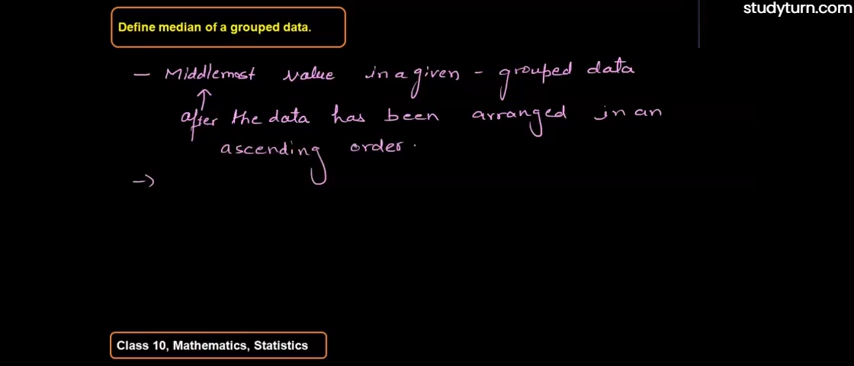 studyturn.com
Define median of a grouped data.
- Middlemost value in a given - grouped data
after the data has been arranged in an
ascending order.
→
Class 10, Mathematics, Statistics